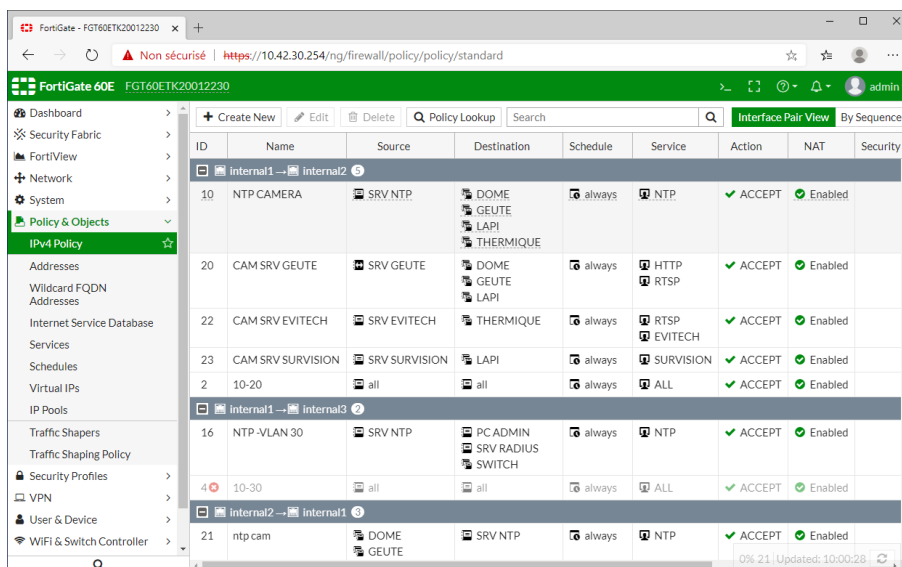 FortiGate - FGT60ETK20012230
Non sécurisé | https://10.42.30.254/ng/firewall/policy/policy/standard
FortiGate 60E FGT60ETK20012230 admin
Dashboard
Security Fabric
FortiView
Network
System
Policy & Objects
IPv4 Policy
Addresses
Wildcard FQDN
Addresses
Internet Service Database
Services
Schedules
Virtual IPs
IP Pools
Traffic Shapers
Traffic Shaping Policy
Security Profiles
VPN
User & Device
WiFi & Switch Controller
Create New Edit Delete Policy Lookup Search Interface Pair View By Sequence
ID Name Source Destination Schedule Service Action NAT Security
internal1 → internal2 5
10 NTP CAMERA SRV NTP DOME always NTP ACCEPT Enabled
GEUTE
LAPI
THERMIQUE
20 CAM SRV GEUTE SRV GEUTE DOME always HTTP ACCEPT Enabled
GEUTE RTSP
LAPI
22 CAM SRV EVITECH SRV EVITECH THERMIQUE always RTSP ACCEPT Enabled
EVITECH
23 CAM SRV SURVISION SRV SURVISION LAPI always SURVISION ACCEPT Enabled
2 10-20 all all always ALL ACCEPT Enabled
internal1 → internal3 2
16 NTP -VLAN 30 SRV NTP PC ADMIN always NTP ACCEPT Enabled
SRV RADIUS
SWITCH
4 10-30 all all always ALL ACCEPT Enabled
internal2 → internal1 3
21 ntp cam DOME SRV NTP always NTP ACCEPT Enabled
GEUTE
0% 21 Updated: 10:00:28